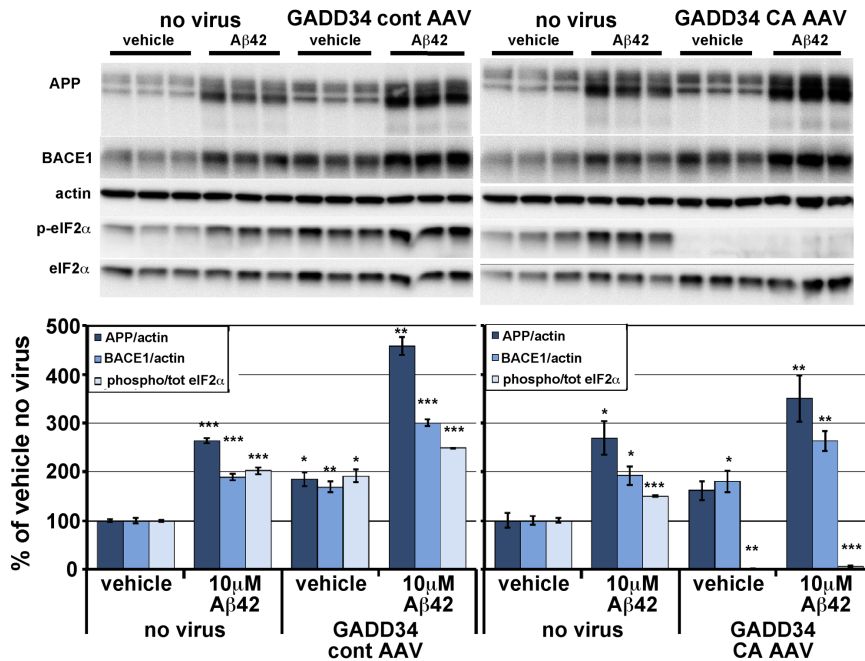 no virus GADD34 cont AAV no virus GADD34 CA AAV
vehicle Aβ42 vehicle Aβ42 vehicle Aβ42 vehicle Aβ42
APP
BACE1
actin
p-eIF2α
eIF2α
% of vehicle no virus
500
400
300
200
100
0
APP/actin
BACE1/actin
phospho/tot eIF2α
*** *** *** * ** * ** *** ***
vehicle 10μM Aβ42 vehicle 10μM Aβ42
no virus GADD34 cont AAV
APP/actin
BACE1/actin
phospho/tot eIF2α
* * *** * ** ** ** ***
vehicle 10μM Aβ42 vehicle 10μM Aβ42
no virus GADD34 CA AAV